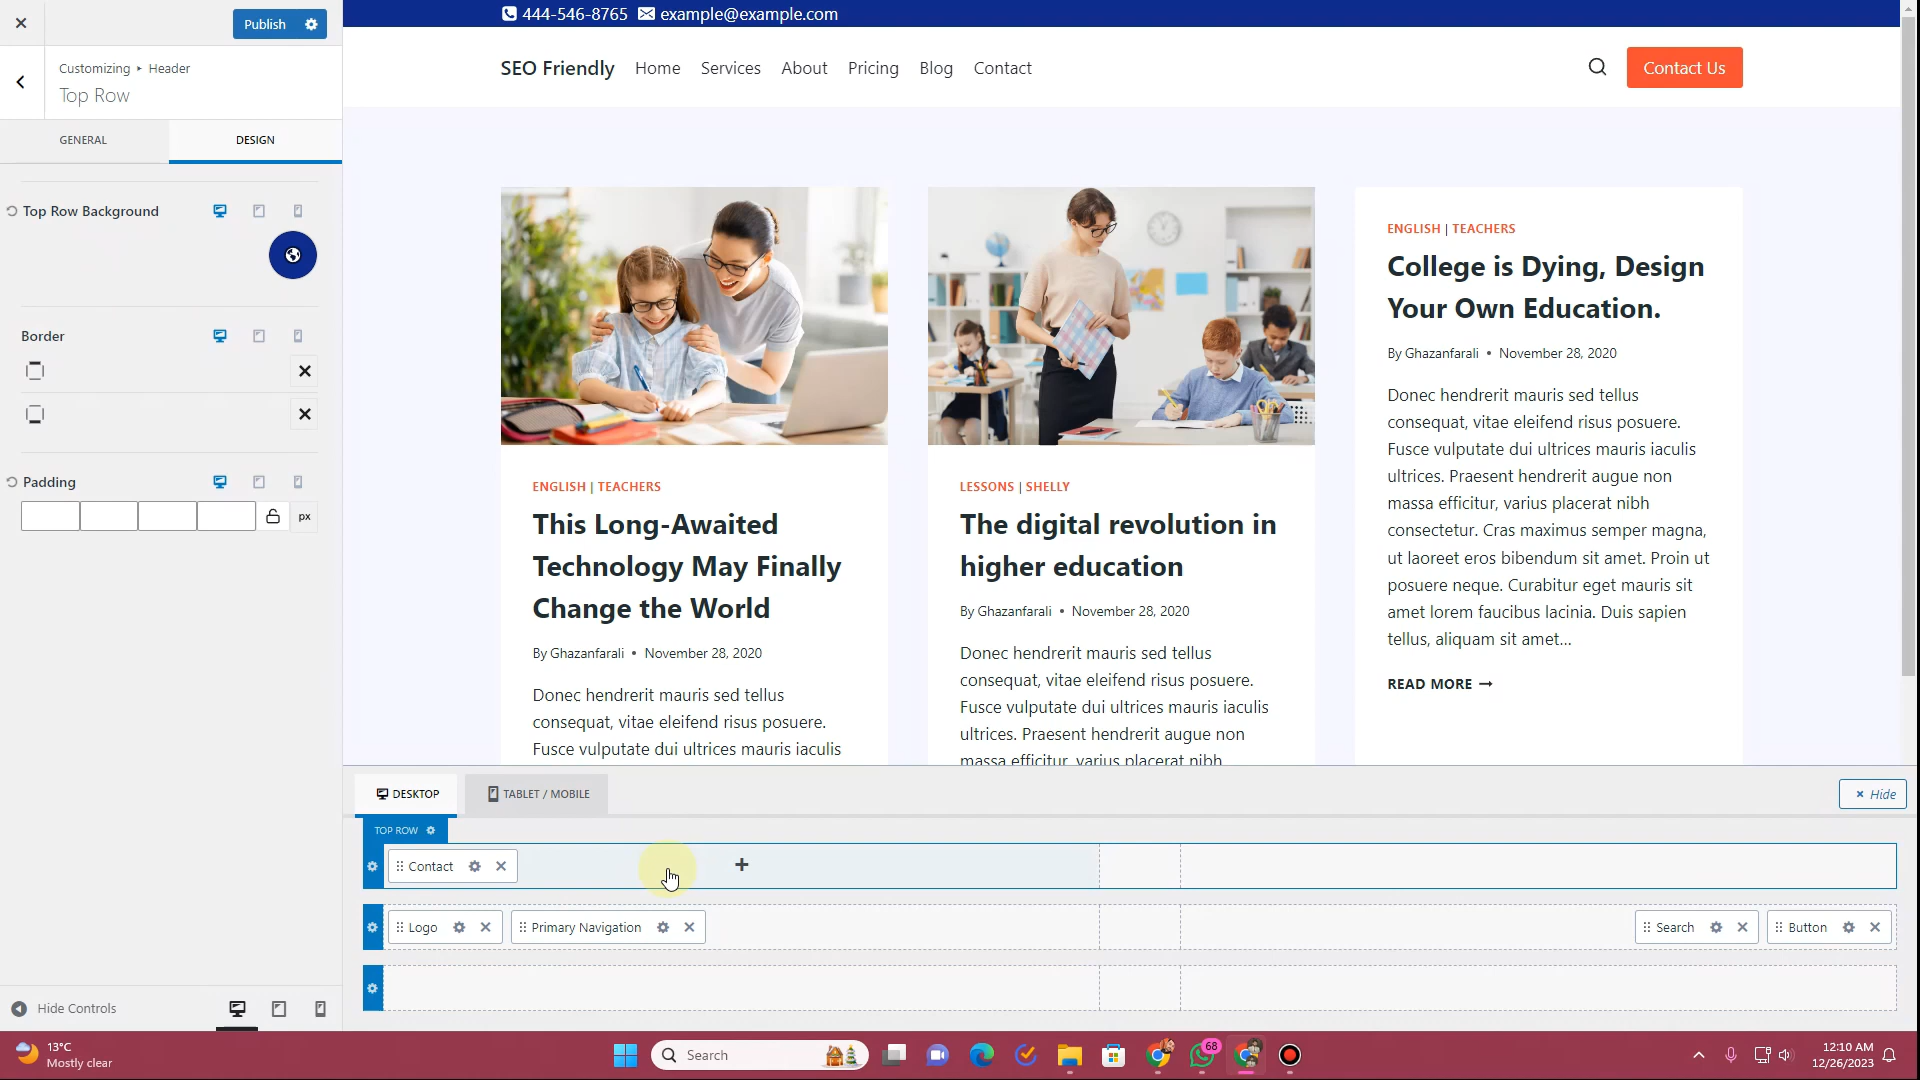 Publish
Customizing ▸ Header
Top Row
GENERAL
DESIGN
Top Row Background
Border
Padding
px
Hide Controls
444-546-8765 example@example.com
SEO Friendly Home Services About Pricing Blog Contact
Contact Us
ENGLISH | TEACHERS
This Long-Awaited
Technology May Finally
Change the World
By Ghazanfarali • November 28, 2020
Donec hendrerit mauris sed tellus
consequat, vitae eleifend risus posuere.
Fusce vulputate dui ultrices mauris iaculis
LESSONS | SHELLY
The digital revolution in
higher education
By Ghazanfarali • November 28, 2020
Donec hendrerit mauris sed tellus
consequat, vitae eleifend risus posuere.
Fusce vulputate dui ultrices mauris iaculis
ultrices. Praesent hendrerit augue non
massa efficitur, varius placerat nibh
ENGLISH | TEACHERS
College is Dying, Design
Your Own Education.
By Ghazanfarali • November 28, 2020
Donec hendrerit mauris sed tellus
consequat, vitae eleifend risus posuere.
Fusce vulputate dui ultrices mauris iaculis
ultrices. Praesent hendrerit augue non
massa efficitur, varius placerat nibh
consectetur. Cras maximus semper magna,
ut laoreet eros bibendum sit amet. Proin ut
posuere neque. Curabitur eget mauris sit
amet lorem faucibus lacinia. Duis sapien
tellus, aliquam sit amet...
READ MORE →
DESKTOP
TABLET / MOBILE
× Hide
TOP ROW
Contact
Logo
Primary Navigation
Search
Button
13°C
Mostly clear
Search
68
12:10 AM
12/26/2023